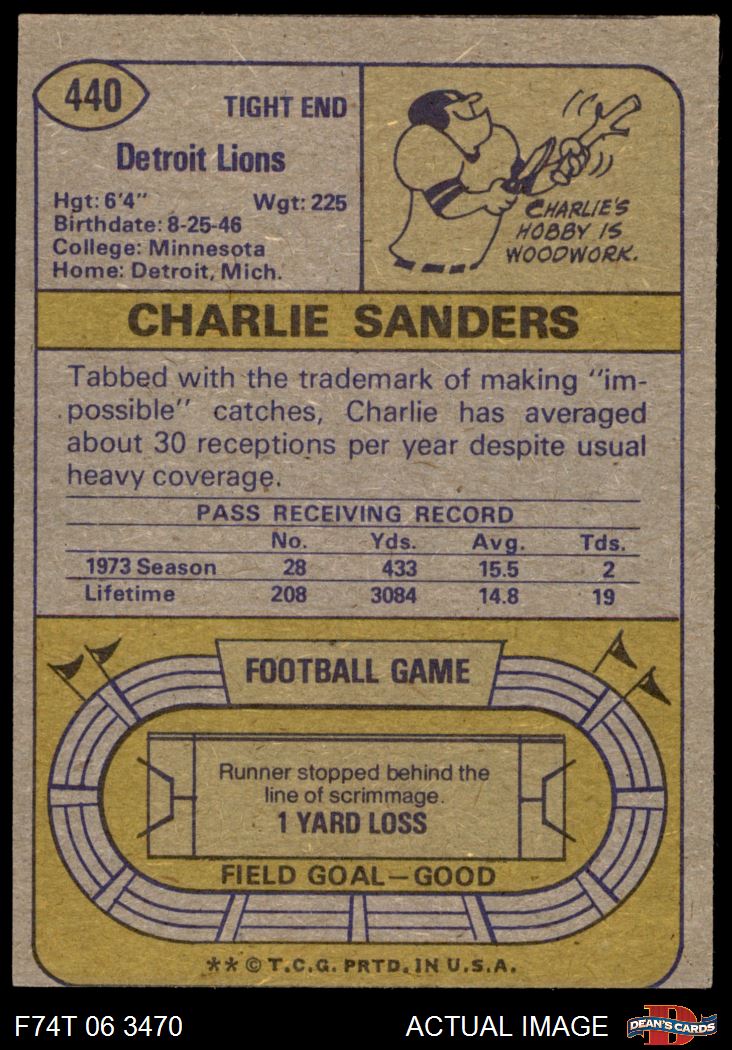 440
TIGHT END
Detroit Lions
Hgt: 6'4" Wgt: 225
Birthdate: 8-25-46
College: Minnesota
Home: Detroit, Mich.
CHARLIE'S
HOBBY IS
WOODWORK.
CHARLIE SANDERS
Tabbed with the trademark of making "im-
possible" catches, Charlie has averaged
about 30 receptions per year despite usual
heavy coverage.
PASS RECEIVING RECORD
No. Yds. Avg. Tds.
1973 Season 28 433 15.5 2
Lifetime 208 3084 14.8 19
FOOTBALL GAME
Runner stopped behind the
line of scrimmage.
1 YARD LOSS
FIELD GOAL—GOOD
** © T.C.G. PRTD. IN U.S.A.
F74T 06 3470 ACTUAL IMAGE
D
DEAN'S CARDS